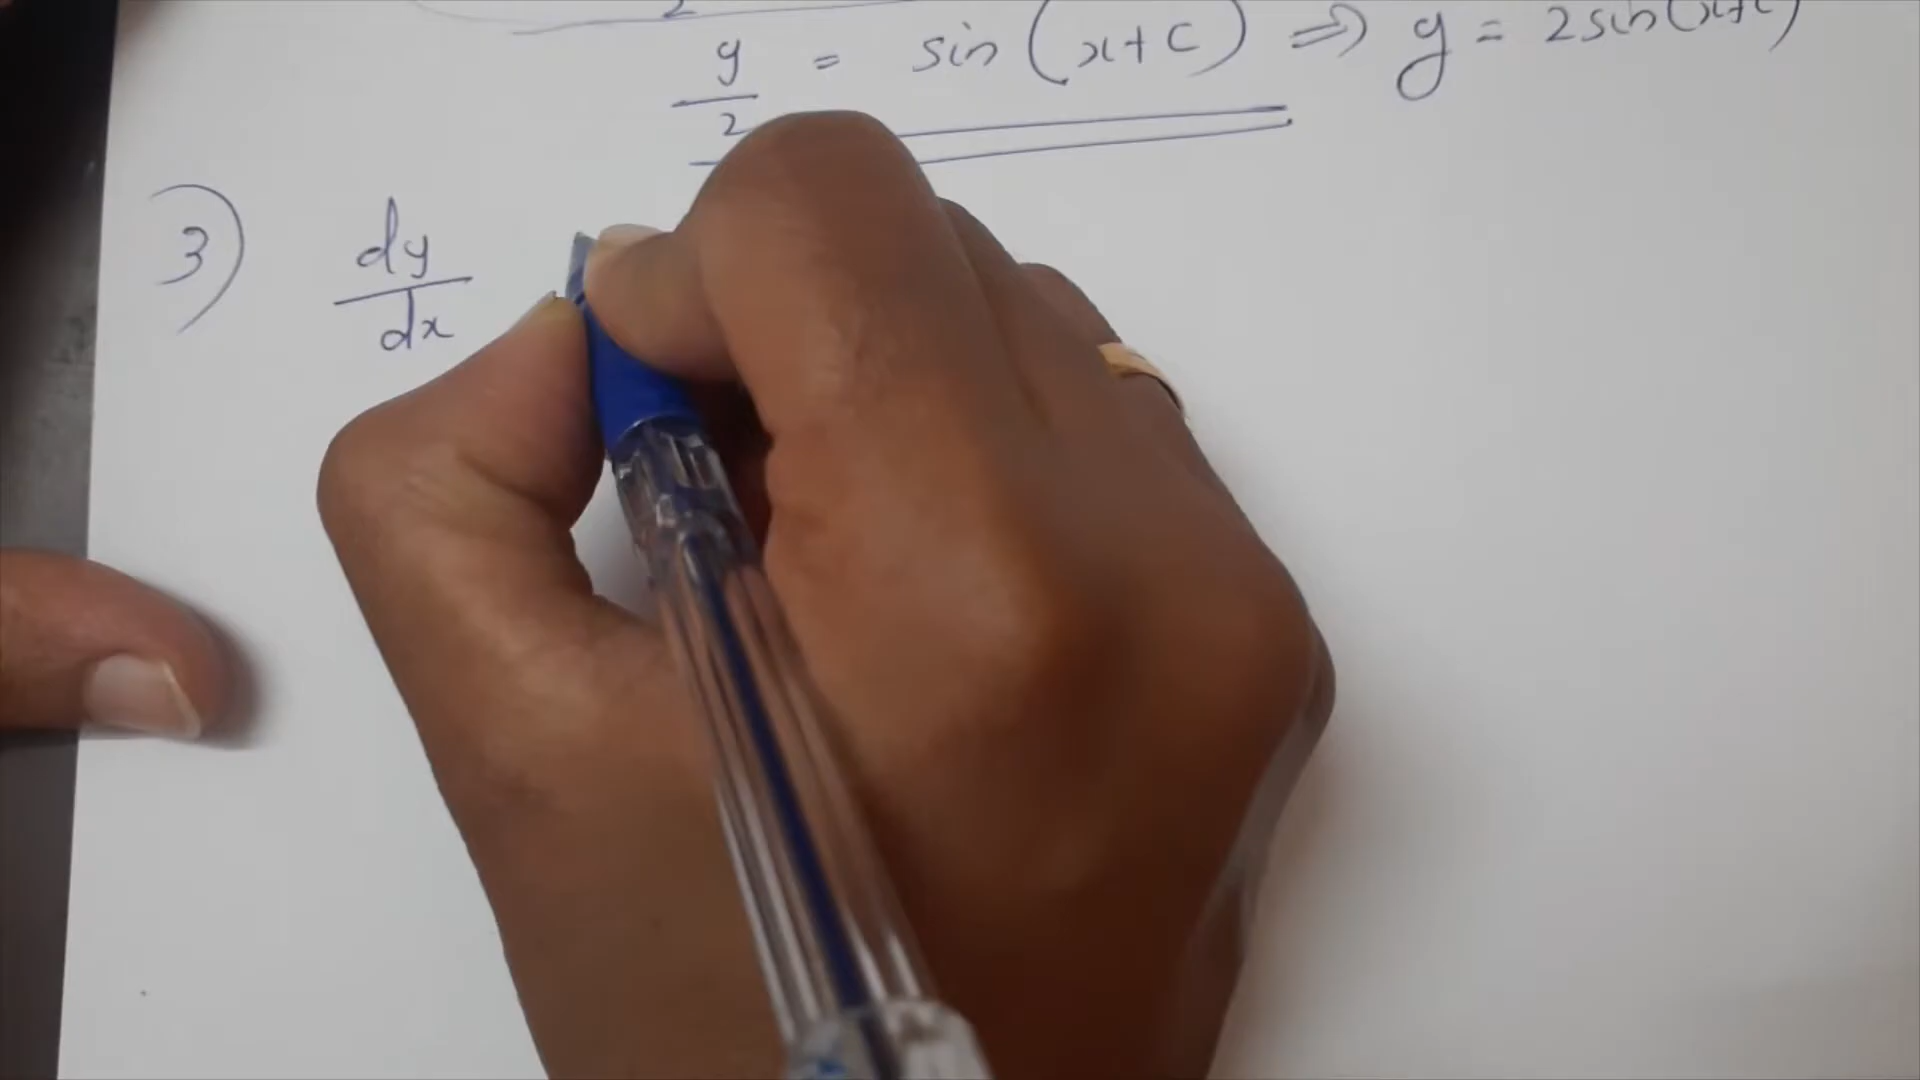 y/2 = sin (x+c) ⇒ y = 2sin(x+c)
3) dy/dx